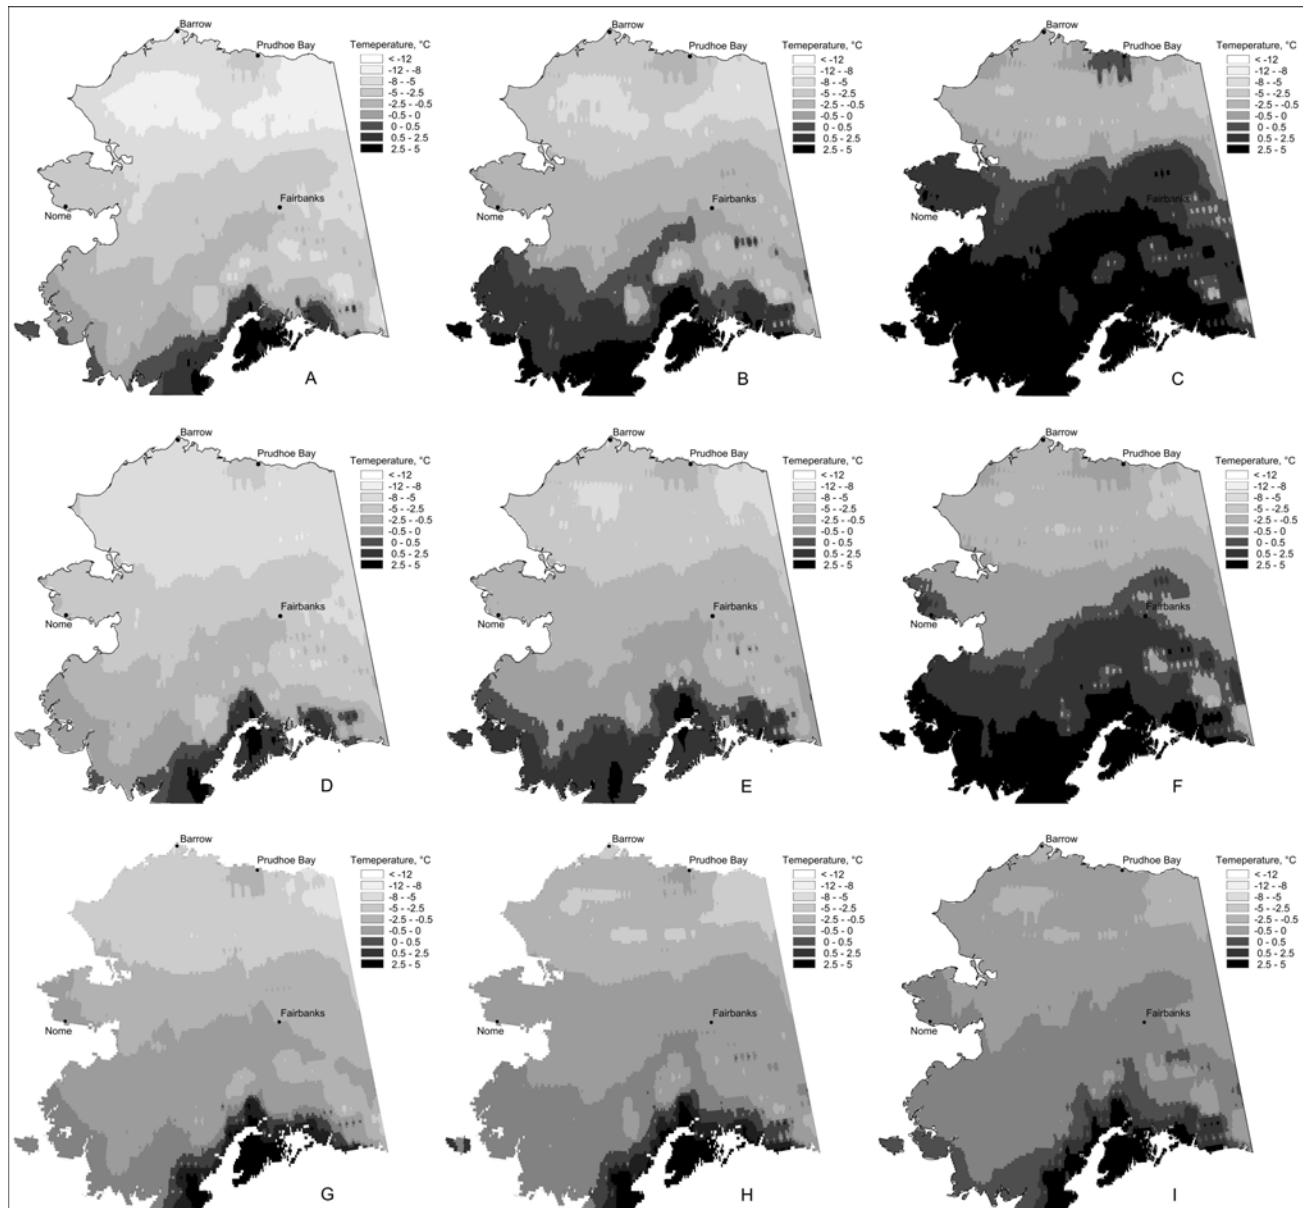 Barrow
Prudhoe Bay
Temeperature, °C
< -12
-12 - -8
-8 - -5
-5 - -2.5
-2.5 - -0.5
-0.5 - 0
0 - 0.5
0.5 - 2.5
2.5 - 5
Fairbanks
Nome
A
Barrow
Prudhoe Bay
Temeperature, °C
< -12
-12 - -8
-8 - -5
-5 - -2.5
-2.5 - -0.5
-0.5 - 0
0 - 0.5
0.5 - 2.5
2.5 - 5
Fairbanks
Nome
B
Barrow
Prudhoe Bay
Temeperature, °C
< -12
-12 - -8
-8 - -5
-5 - -2.5
-2.5 - -0.5
-0.5 - 0
0 - 0.5
0.5 - 2.5
2.5 - 5
Fairbanks
Nome
C
Barrow
Prudhoe Bay
Temeperature, °C
< -12
-12 - -8
-8 - -5
-5 - -2.5
-2.5 - -0.5
-0.5 - 0
0 - 0.5
0.5 - 2.5
2.5 - 5
Fairbanks
Nome
D
Barrow
Prudhoe Bay
Temeperature, °C
< -12
-12 - -8
-8 - -5
-5 - -2.5
-2.5 - -0.5
-0.5 - 0
0 - 0.5
0.5 - 2.5
2.5 - 5
Fairbanks
Nome
E
Barrow
Prudhoe Bay
Temeperature, °C
< -12
-12 - -8
-8 - -5
-5 - -2.5
-2.5 - -0.5
-0.5 - 0
0 - 0.5
0.5 - 2.5
2.5 - 5
Fairbanks
Nome
F
Barrow
Prudhoe Bay
Temeperature, °C
< -12
-12 - -8
-8 - -5
-5 - -2.5
-2.5 - -0.5
-0.5 - 0
0 - 0.5
0.5 - 2.5
2.5 - 5
Fairbanks
Nome
G
Barrow
Prudhoe Bay
Temeperature, °C
< -12
-12 - -8
-8 - -5
-5 - -2.5
-2.5 - -0.5
-0.5 - 0
0 - 0.5
0.5 - 2.5
2.5 - 5
Fairbanks
Nome
H
Barrow
Prudhoe Bay
Temeperature, °C
< -12
-12 - -8
-8 - -5
-5 - -2.5
-2.5 - -0.5
-0.5 - 0
0 - 0.5
0.5 - 2.5
2.5 - 5
Fairbanks
Nome
I